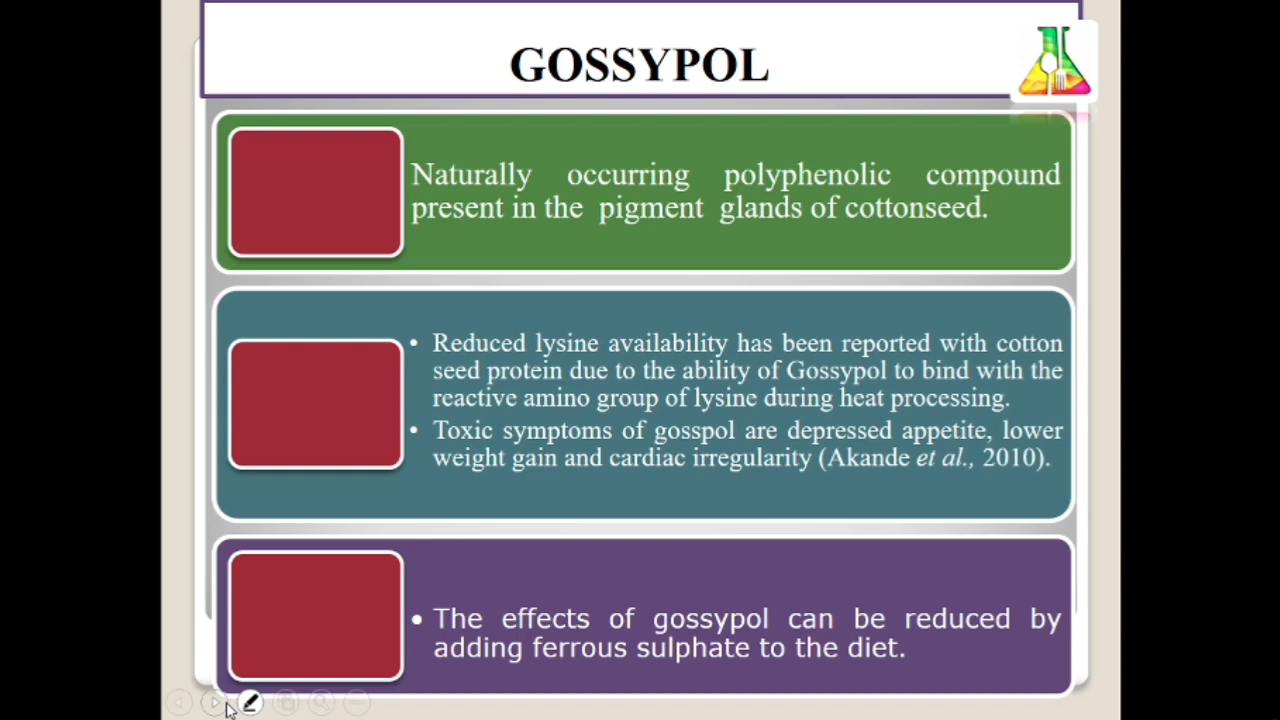 GOSSYPOL
Naturally occurring polyphenolic compound
present in the pigment glands of cottonseed.
• Reduced lysine availability has been reported with cotton
seed protein due to the ability of Gossypol to bind with the
reactive amino group of lysine during heat processing.
• Toxic symptoms of gosspol are depressed appetite, lower
weight gain and cardiac irregularity (Akande et al., 2010).
• The effects of gossypol can be reduced by
adding ferrous sulphate to the diet.